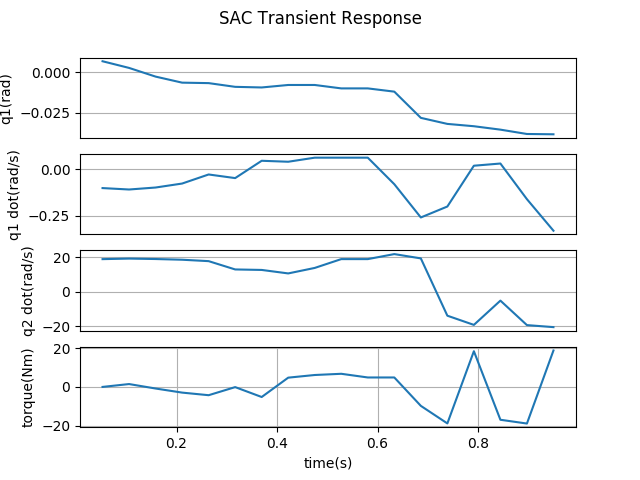 SAC Transient Response
0.000
−0.025
q1(rad)
0.00
−0.25
q1 dot(rad/s)
20
0
−20
q2 dot(rad/s)
20
0
−20
torque(Nm)
0.2 0.4 0.6 0.8
time(s)